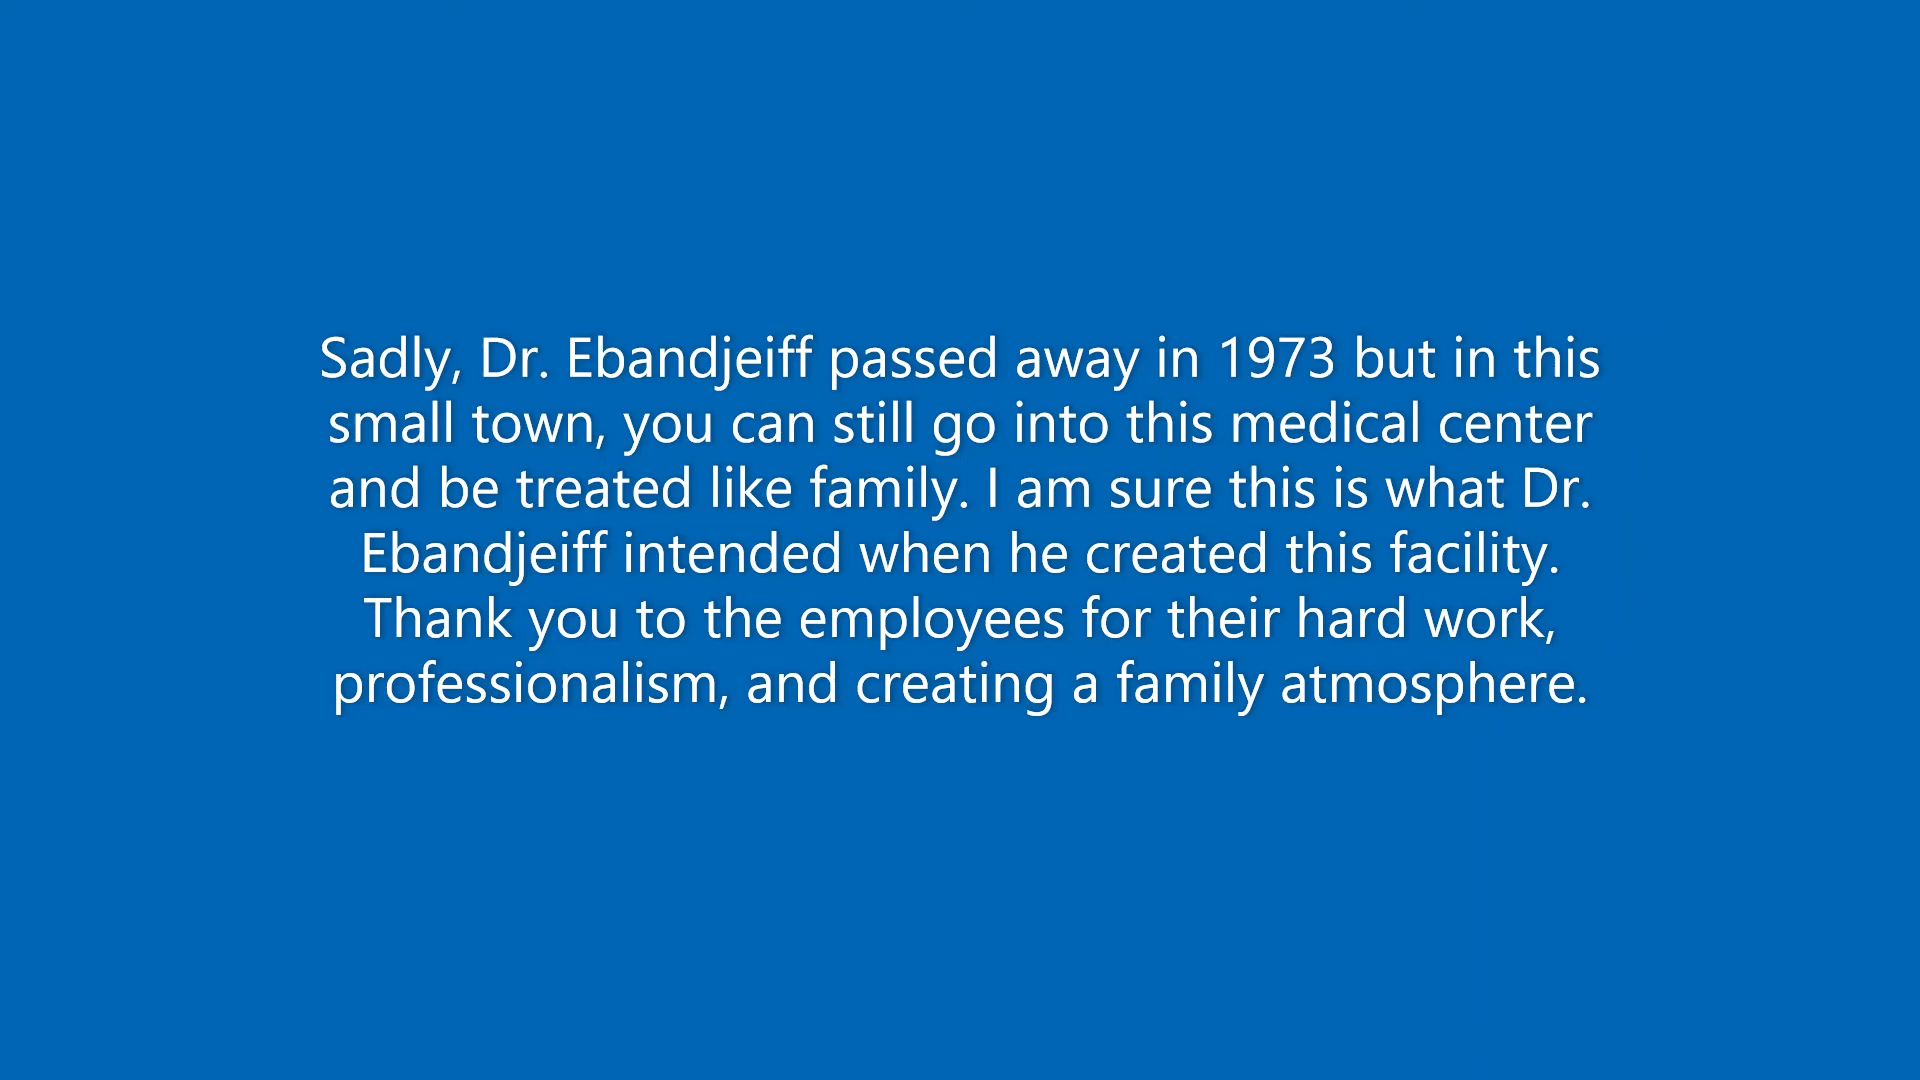 Sadly, Dr. Ebandjeiff passed away in 1973 but in this
small town, you can still go into this medical center
and be treated like family. I am sure this is what Dr.
Ebandjeiff intended when he created this facility.
Thank you to the employees for their hard work,
professionalism, and creating a family atmosphere.